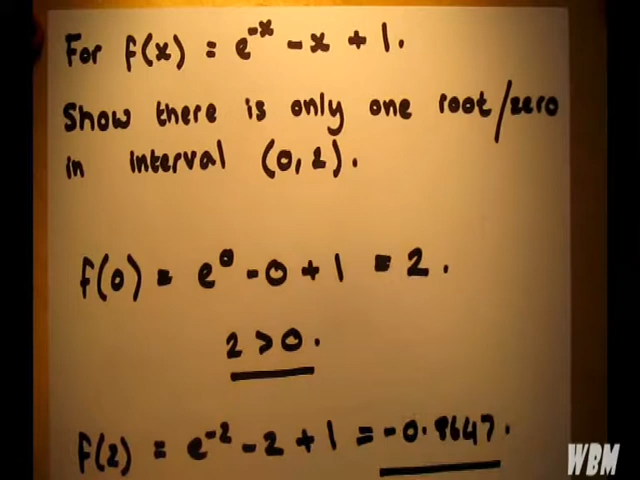 For f(x) = e^{-x} - x + 1.
Show there is only one root/zero
in interval (0, 2).
f(0) = e^0 - 0 + 1 = 2.
2 > 0.
f(2) = e^{-2} - 2 + 1 = -0.8647.
WBM